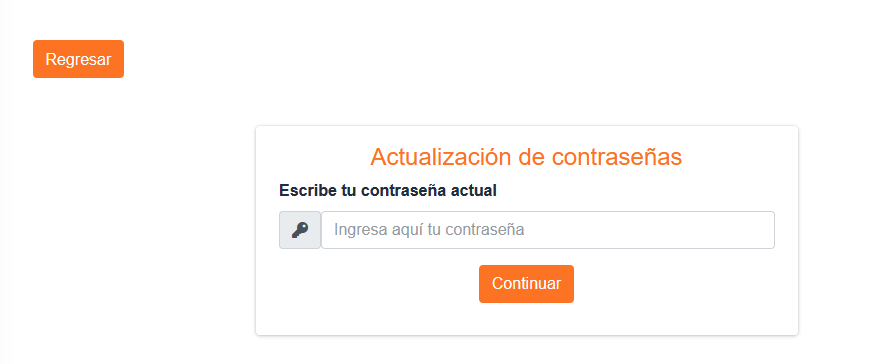 Regresar
Actualización de contraseñas
Escribe tu contraseña actual
Ingresa aquí tu contraseña
Continuar